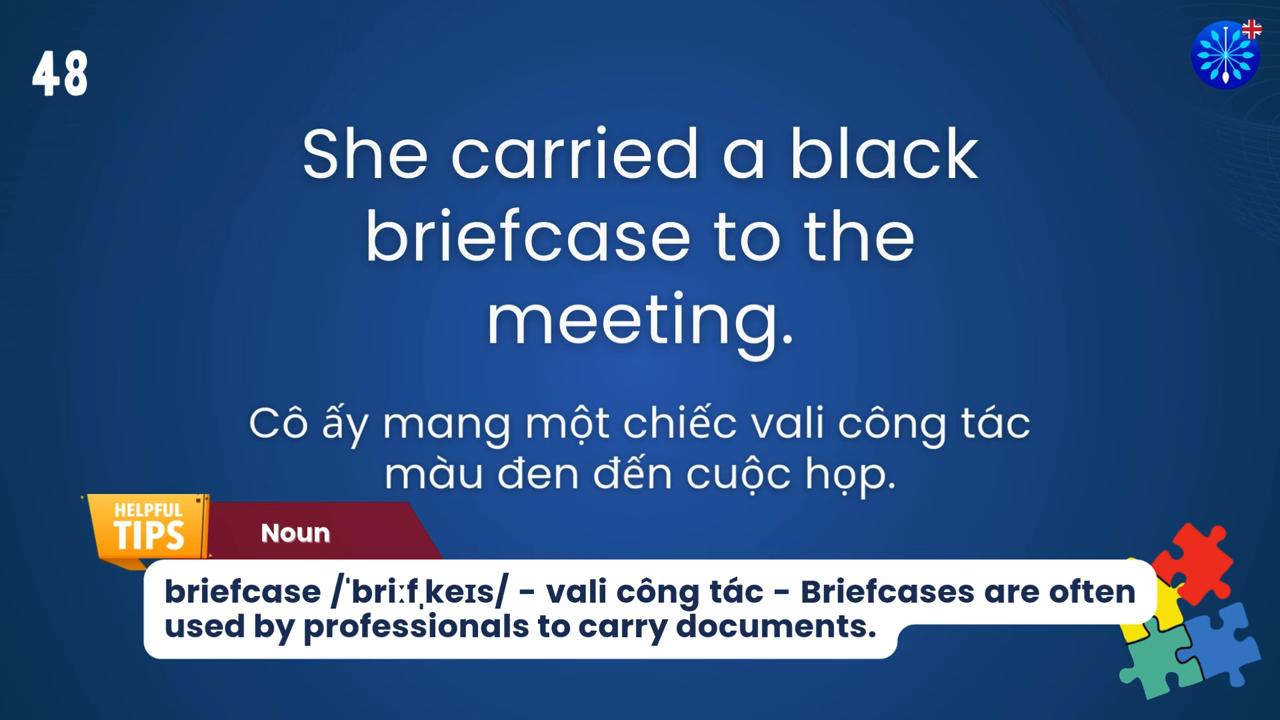 48
She carried a black
briefcase to the
meeting.
Cô ấy mang một chiếc vali công tác
màu đen đến cuộc họp.
HELPFUL
TIPS
Noun
briefcase /ˈbriːfˌkeɪs/ - vali công tác - Briefcases are often
used by professionals to carry documents.